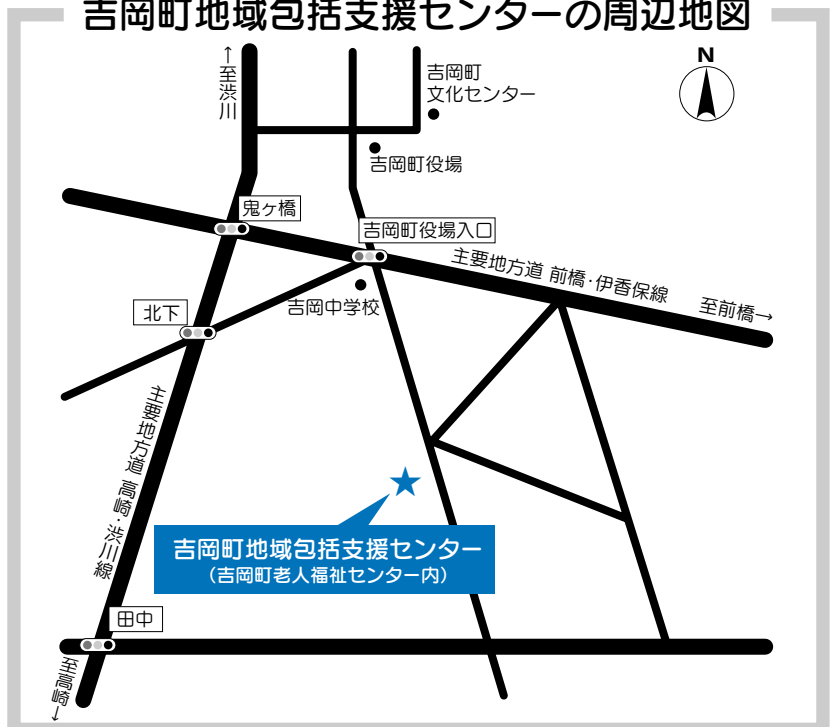 吉岡町地域包括支援センターの周辺地図
N
←至渋川
吉岡町
文化センター
吉岡町役場
鬼ヶ橋
吉岡町役場入口
主要地方道 前橋・伊香保線
至前橋→
吉岡中学校
北下
主要地方道 高崎・渋川線
吉岡町地域包括支援センター
（吉岡町老人福祉センター内）
田中
至高崎→